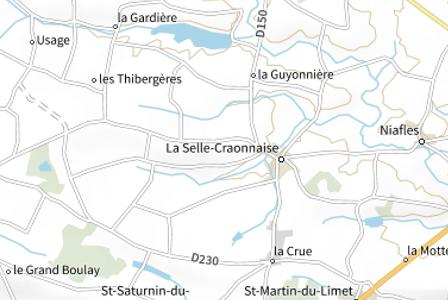 la Gardière
D150
Usage
les Thibergères
la Guyonnière
Niafles
La Selle-Craonnaise
la Crue
la Motte
D230
le Grand Boulay
St-Saturnin-du-
St-Martin-du-Limet